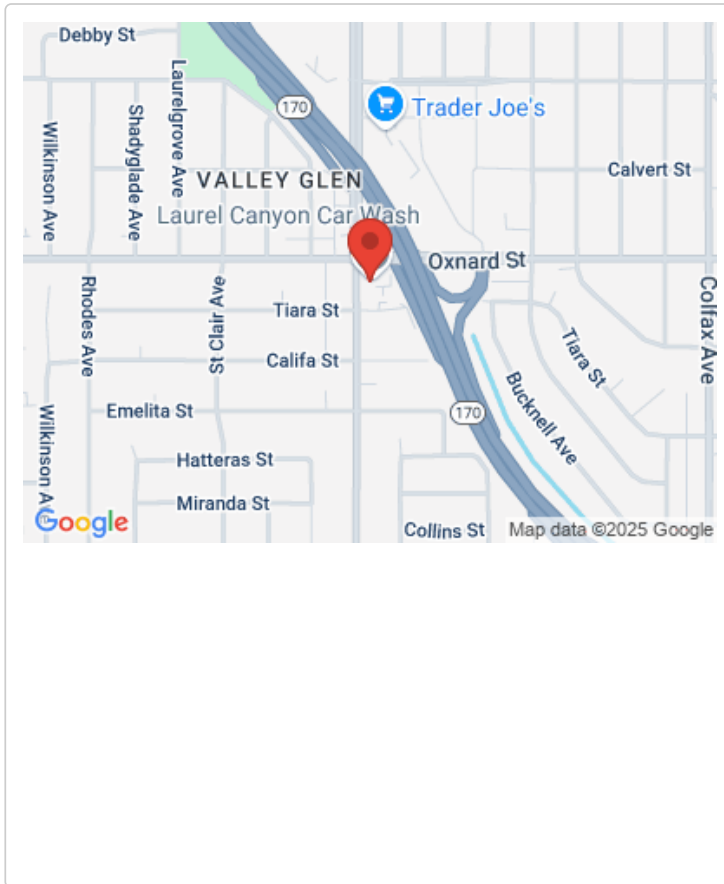 Debby St
Laurelgrove Ave
170
Trader Joe's
Wilkinson Ave
Shadyglade Ave
Calvert St
VALLEY GLEN
Laurel Canyon Car Wash
Oxnard St
Rhodes Ave
St Clair Ave
Tiara St
Colfax Ave
Tiara St
Califa St
Bucknell Ave
Wilkinson Ave
Emelita St
170
Hatteras St
Miranda St
Google
Collins St
Map data ©2025 Google